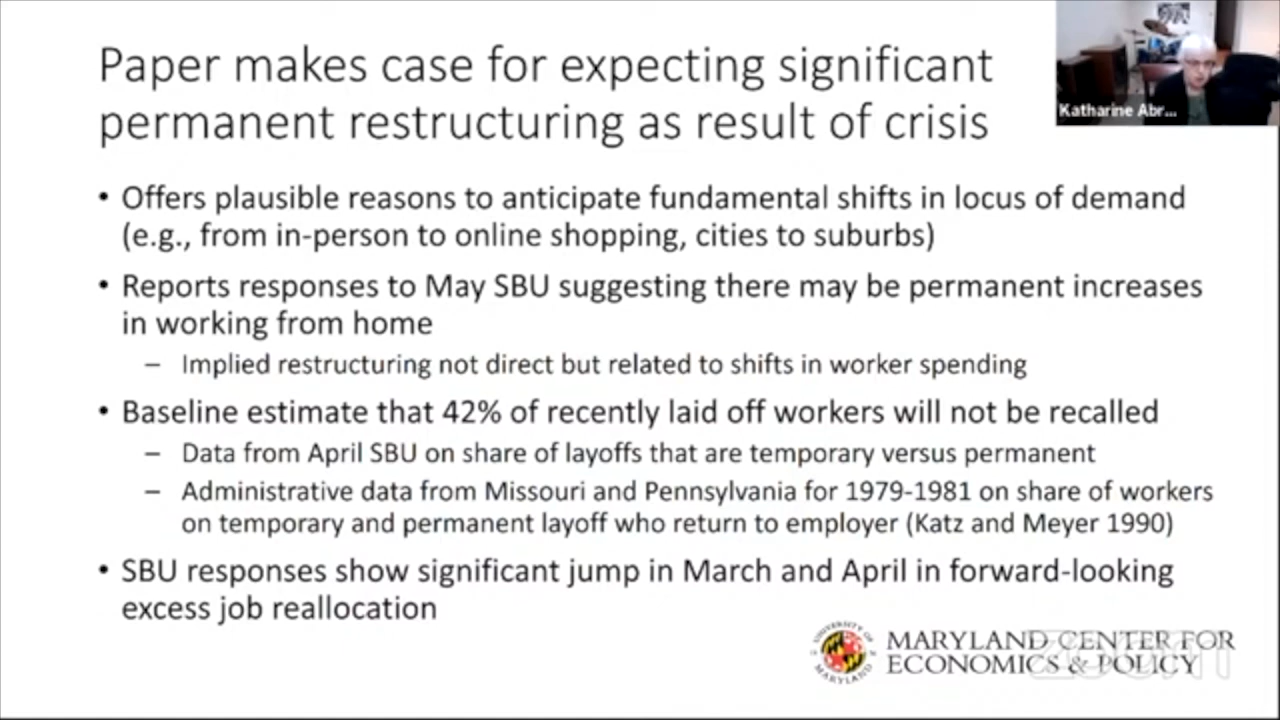 Paper makes case for expecting significant
permanent restructuring as result of crisis
Katharine Abr...
• Offers plausible reasons to anticipate fundamental shifts in locus of demand
(e.g., from in-person to online shopping, cities to suburbs)
• Reports responses to May SBU suggesting there may be permanent increases
in working from home
– Implied restructuring not direct but related to shifts in worker spending
• Baseline estimate that 42% of recently laid off workers will not be recalled
– Data from April SBU on share of layoffs that are temporary versus permanent
– Administrative data from Missouri and Pennsylvania for 1979-1981 on share of workers
on temporary and permanent layoff who return to employer (Katz and Meyer 1990)
• SBU responses show significant jump in March and April in forward-looking
excess job reallocation
UNIVERSITY OF
MARYLAND
MARYLAND CENTER FOR
ECONOMICS & POLICY
zoom